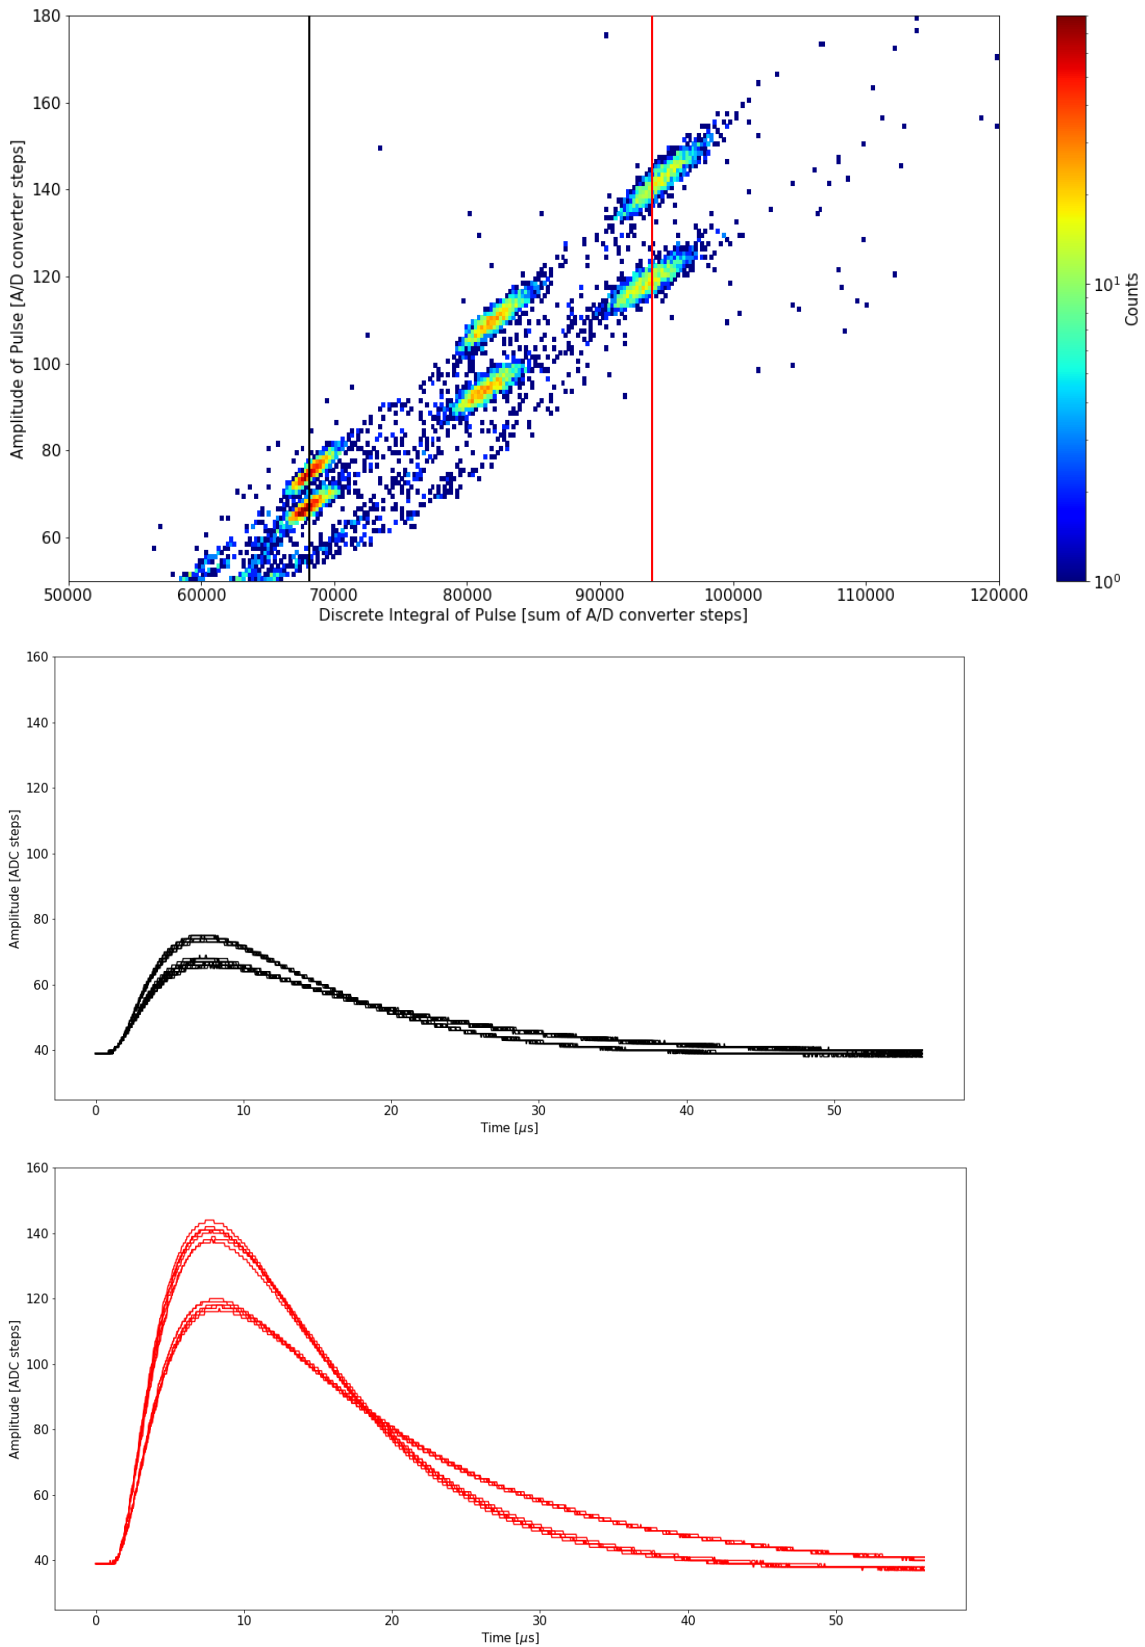 180
160
140
120
100
80
60
Amplitude of Pulse [A/D converter steps]
50000 60000 70000 80000 90000 100000 110000 120000
Discrete Integral of Pulse [sum of A/D converter steps]
10¹
10⁰
Counts
160
140
120
100
80
60
40
Amplitude [ADC steps]
0 10 20 30 40 50
Time [μs]
160
140
120
100
80
60
40
Amplitude [ADC steps]
0 10 20 30 40 50
Time [μs]